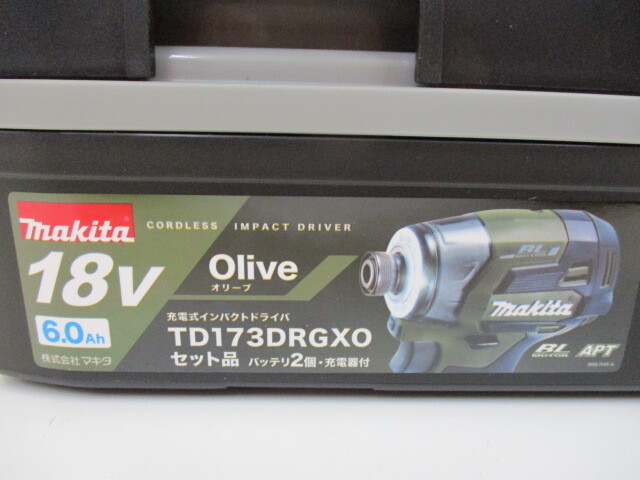 makita
CORDLESS IMPACT DRIVER
18V
Olive
オリーブ
6.0Ah
充電式インパクトドライバ
TD173DRGXO
株式会社マキタ
セット品 バッテリ2個・充電器付
BL
makita
BL
MOTOR
APT